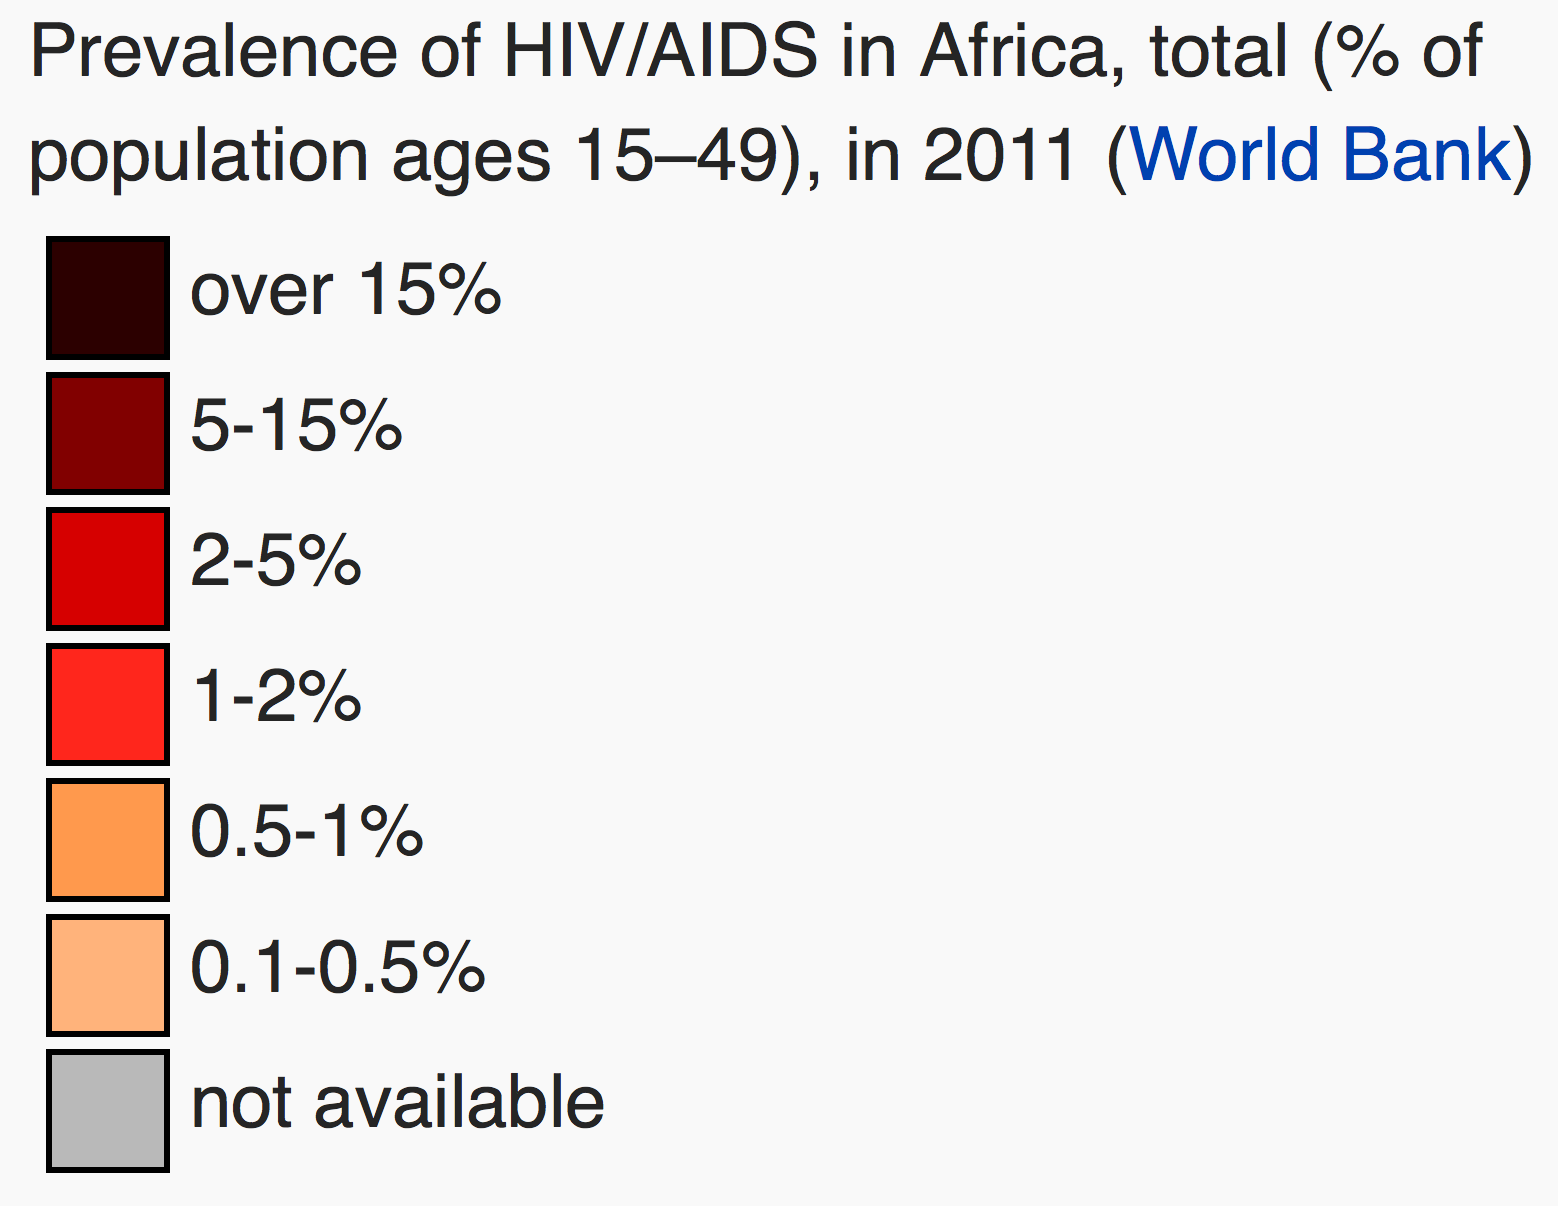 Prevalence of HIV/AIDS in Africa, total (% of
population ages 15–49), in 2011 (World Bank)
over 15%
5-15%
2-5%
1-2%
0.5-1%
0.1-0.5%
not available